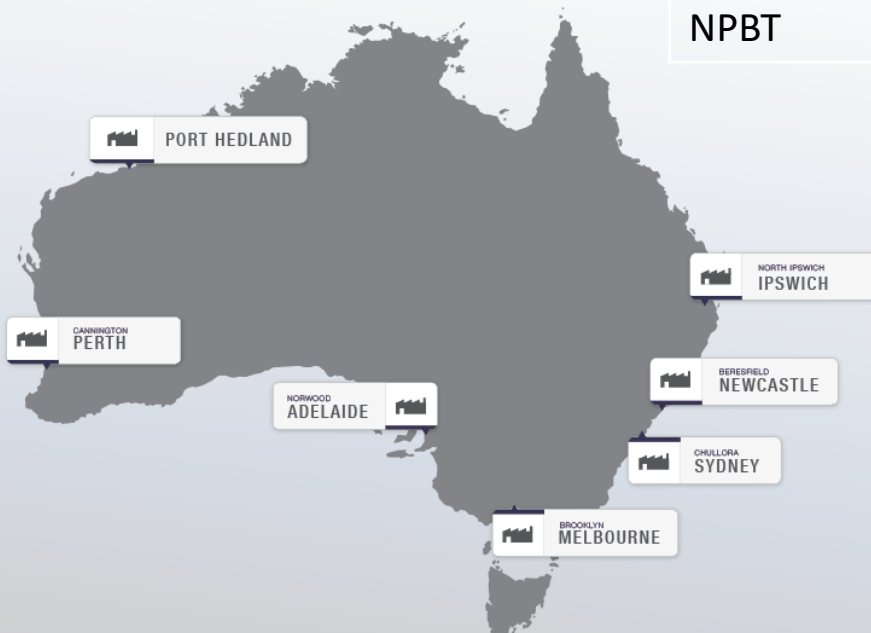 NPBT
PORT HEDLAND
NORTH IPSWICH
IPSWICH
CANNINGTON
PERTH
BERESFIELD
NEWCASTLE
NORWOOD
ADELAIDE
CHULLORA
SYDNEY
BROOKLYN
MELBOURNE